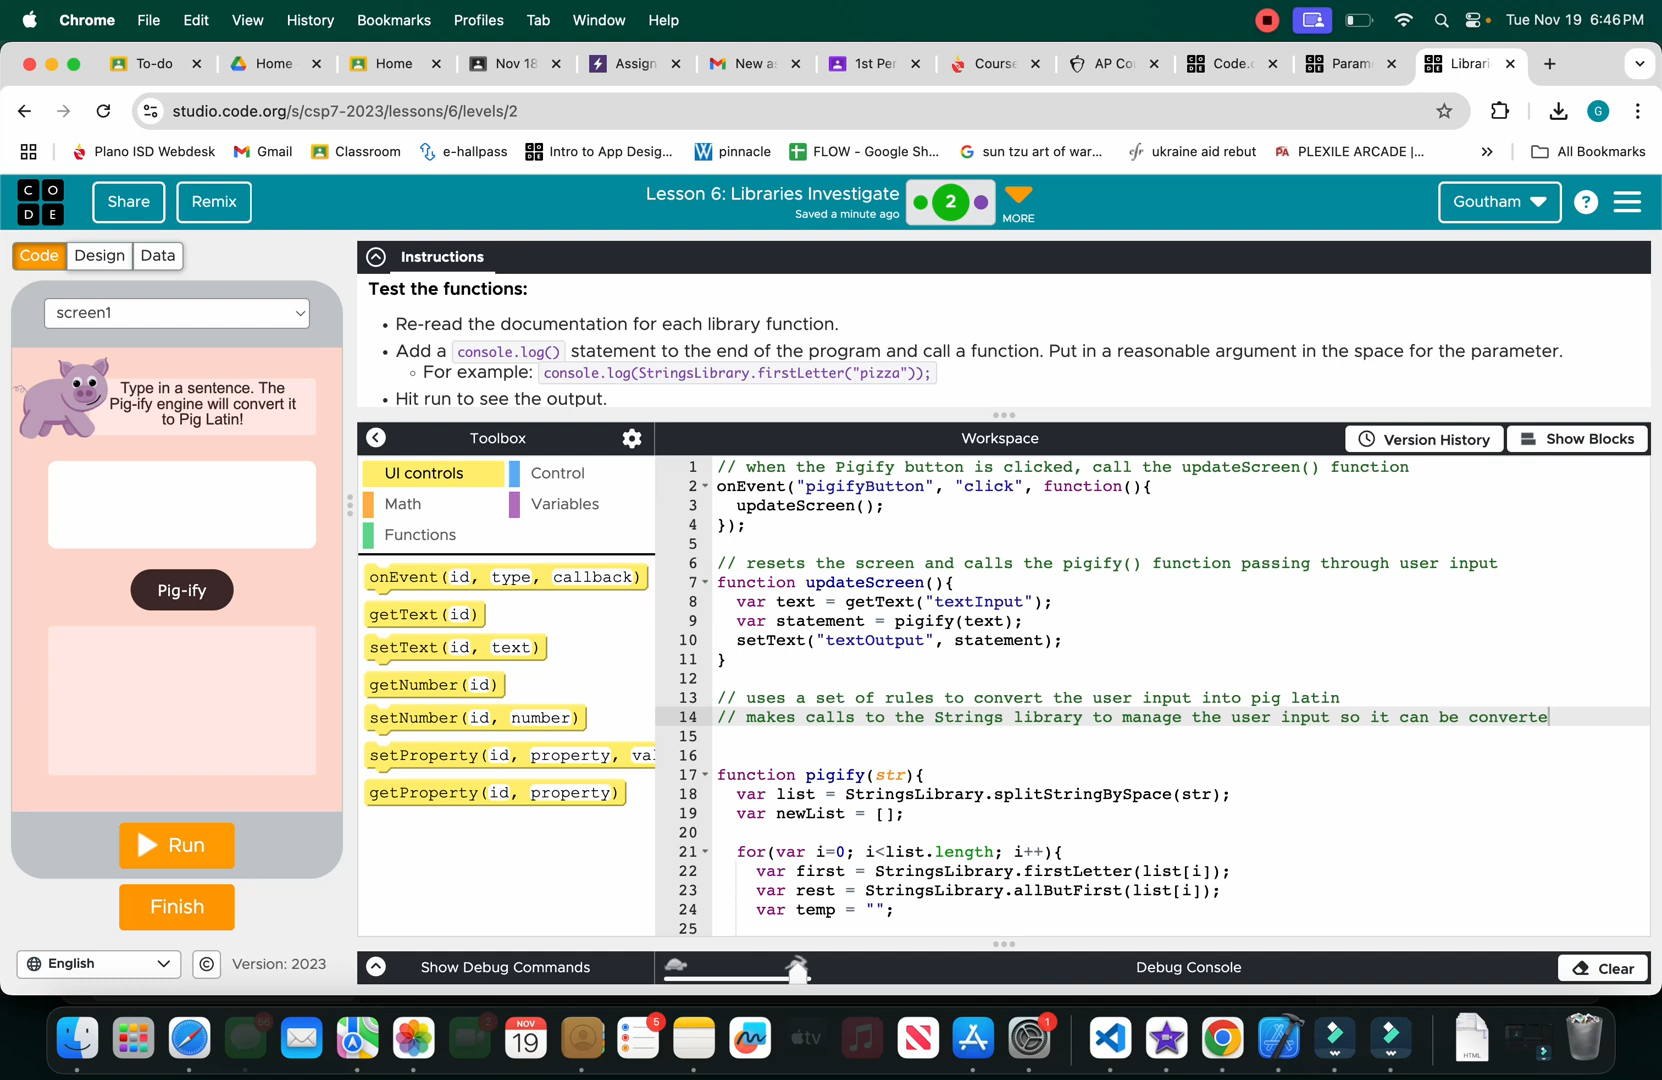 Chrome File Edit View History Bookmarks Profiles Tab Window Help Tue Nov 19 6:46 PM
To-do Home Home Nov 18 Assign New a 1st Per Course AP Co Code.c Param Librari
studio.code.org/s/csp7-2023/lessons/6/levels/2 G
Plano ISD Webdesk Gmail Classroom e-hallpass Intro to App Desig... pinnacle FLOW - Google Sh... sun tzu art of war... ukraine aid rebut PLEXILE ARCADE |... » All Bookmarks
C O D E
Share Remix
Lesson 6: Libraries Investigate
Saved a minute ago
2
MORE
Goutham ?
Code Design Data
Instructions
Test the functions:
• Re-read the documentation for each library function.
• Add a console.log() statement to the end of the program and call a function. Put in a reasonable argument in the space for the parameter.
For example: console.log(StringsLibrary.firstLetter("pizza"));
• Hit run to see the output.
screen1
Type in a sentence. The
Pig-ify engine will convert it
to Pig Latin!
Pig-ify
Run
Finish
English © Version: 2023
Toolbox Workspace Version History Show Blocks
UI controls Control
Math Variables
Functions
onEvent(id, type, callback)
getText(id)
setText(id, text)
getNumber(id)
setNumber(id, number)
setProperty(id, property, val
getProperty(id, property)
1 // when the Pigify button is clicked, call the updateScreen() function
2 onEvent("pigifyButton", "click", function(){
3 updateScreen();
4 });
5
6 // resets the screen and calls the pigify() function passing through user input
7 function updateScreen(){
8 var text = getText("textInput");
9 var statement = pigify(text);
10 setText("textOutput", statement);
11 }
12
13 // uses a set of rules to convert the user input into pig latin
14 // makes calls to the Strings library to manage the user input so it can be converte
15
16
17 function pigify(str){
18 var list = StringsLibrary.splitStringBySpace(str);
19 var newList = [];
20
21 for(var i=0; i<list.length; i++){
22 var first = StringsLibrary.firstLetter(list[i]);
23 var rest = StringsLibrary.allButFirst(list[i]);
24 var temp = "";
25
Show Debug Commands Debug Console Clear
66 2 NOV 19 5 tv 1
HTML